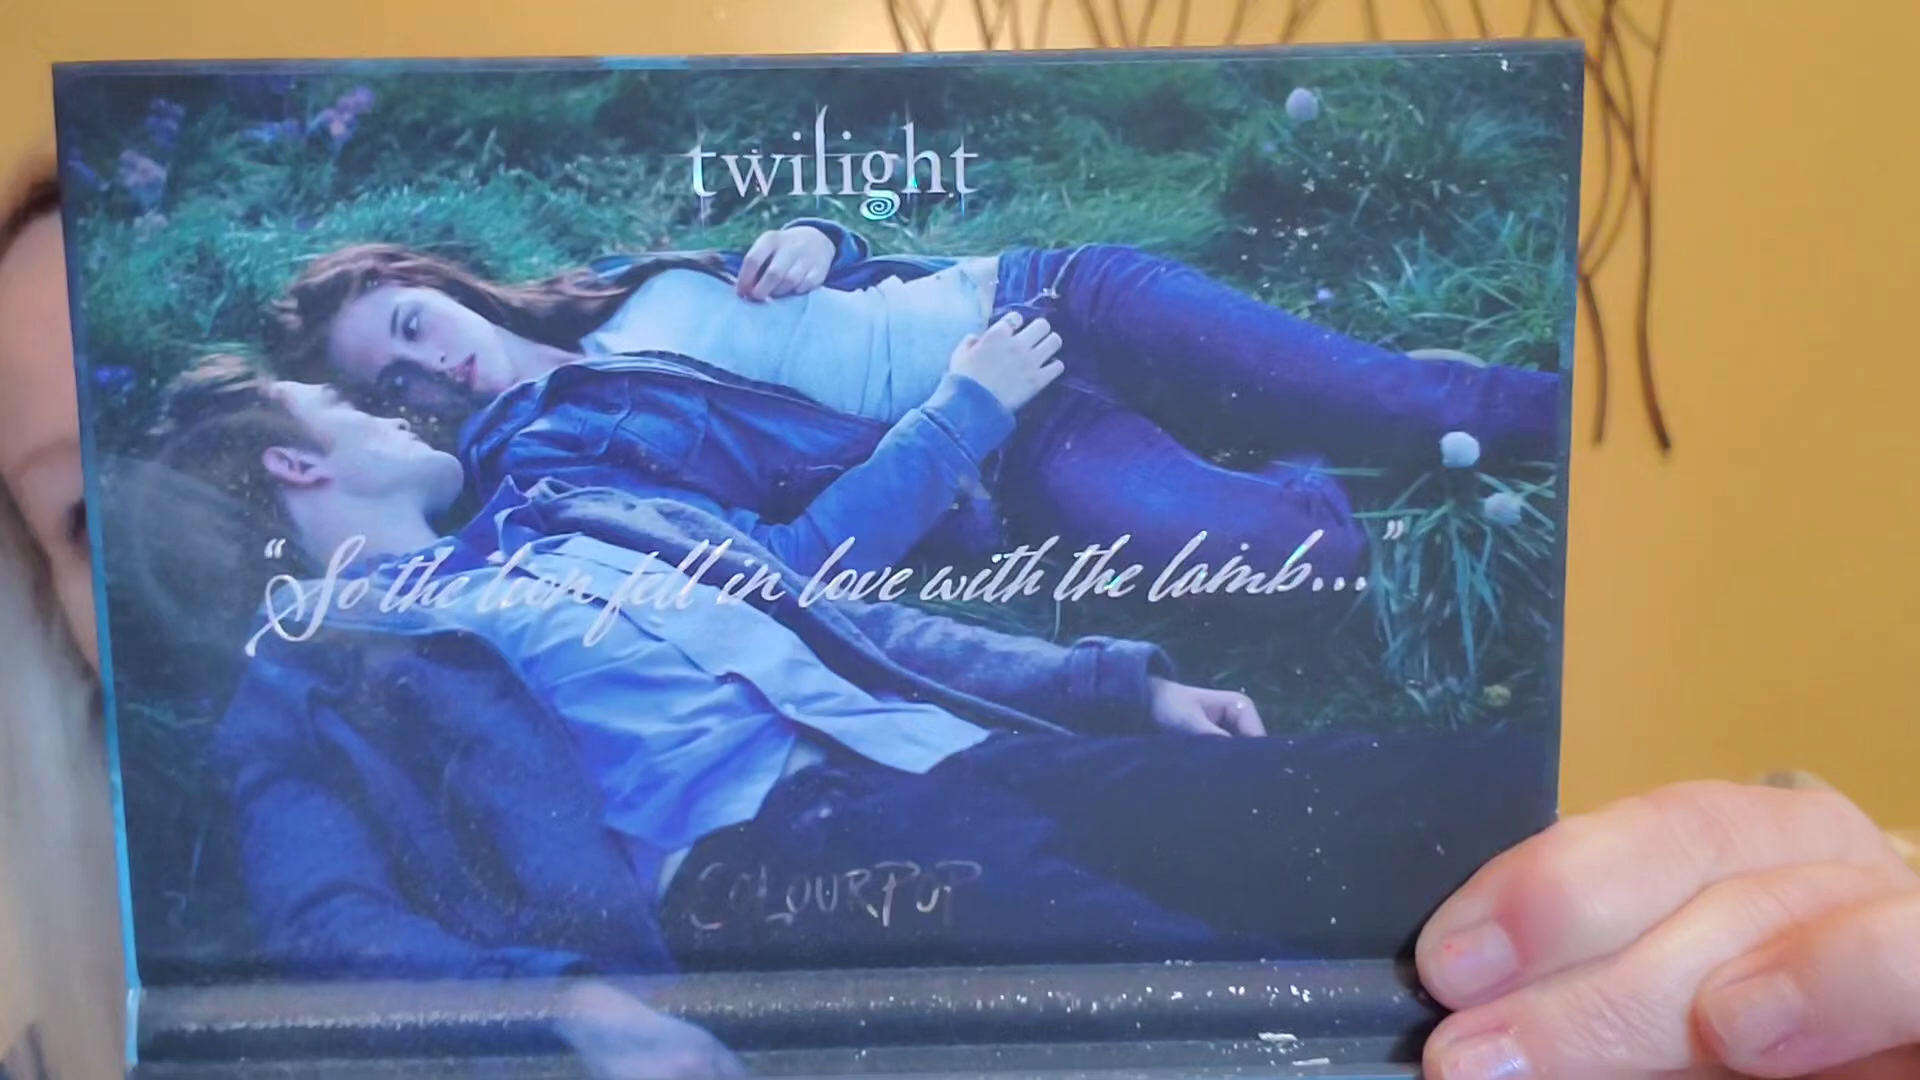 twilight
“So the lion fell in love with the lamb...”
COLOURPOP